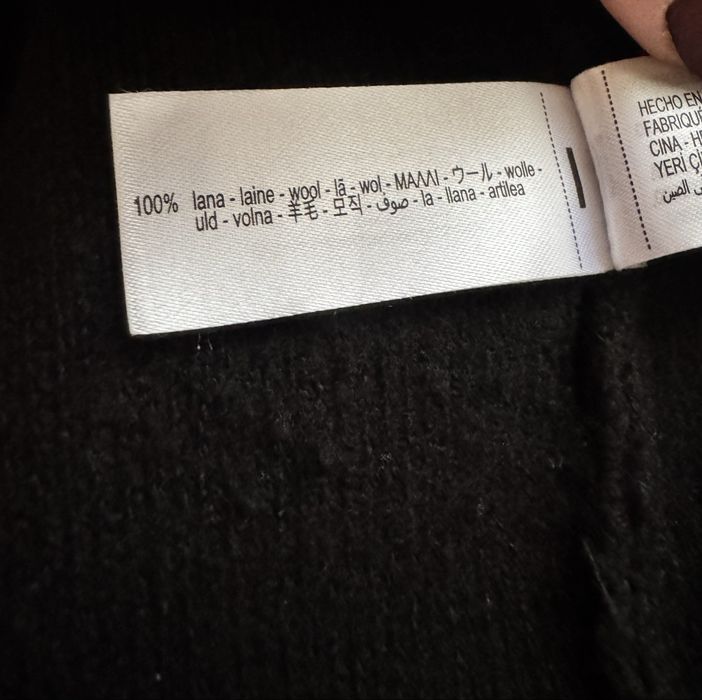 100% lana - laine - wool - lã - wol - ΜΑΛΛΙ - ウール - wolle -
uld - volna - 羊毛 - 모직 - صوف - la - llana - artilea
HECHO EN
FABRIQUÉ
CINA - H
YERİ Çİ
الصين